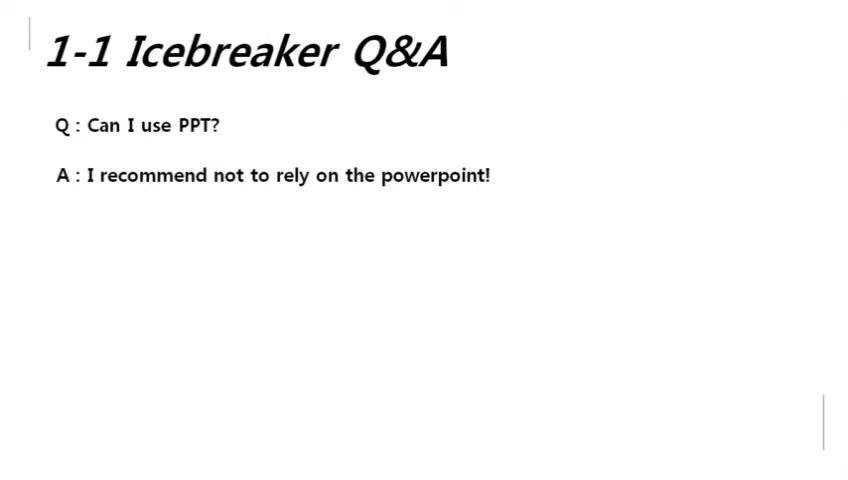 1-1 Icebreaker Q&A
Q : Can I use PPT?
A : I recommend not to rely on the powerpoint!